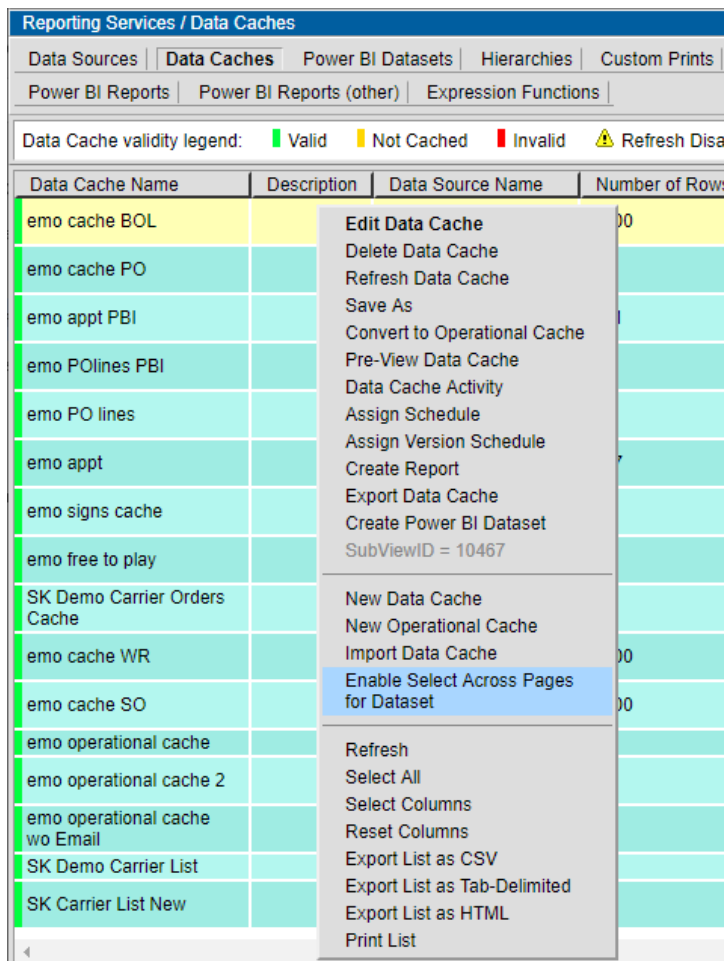 Reporting Services / Data Caches
Data Sources Data Caches Power BI Datasets Hierarchies Custom Prints
Power BI Reports Power BI Reports (other) Expression Functions
Data Cache validity legend: Valid Not Cached Invalid Refresh Disa
Data Cache Name Description Data Source Name Number of Rows
emo cache BOL
emo cache PO
emo appt PBI
emo POlines PBI
emo PO lines
emo appt
emo signs cache
emo free to play
SK Demo Carrier Orders
Cache
emo cache WR
emo cache SO
emo operational cache
emo operational cache 2
emo operational cache
wo Email
SK Demo Carrier List
SK Carrier List New
Edit Data Cache
Delete Data Cache
Refresh Data Cache
Save As
Convert to Operational Cache
Pre-View Data Cache
Data Cache Activity
Assign Schedule
Assign Version Schedule
Create Report
Export Data Cache
Create Power BI Dataset
SubViewID = 10467
New Data Cache
New Operational Cache
Import Data Cache
Enable Select Across Pages
for Dataset
Refresh
Select All
Select Columns
Reset Columns
Export List as CSV
Export List as Tab-Delimited
Export List as HTML
Print List